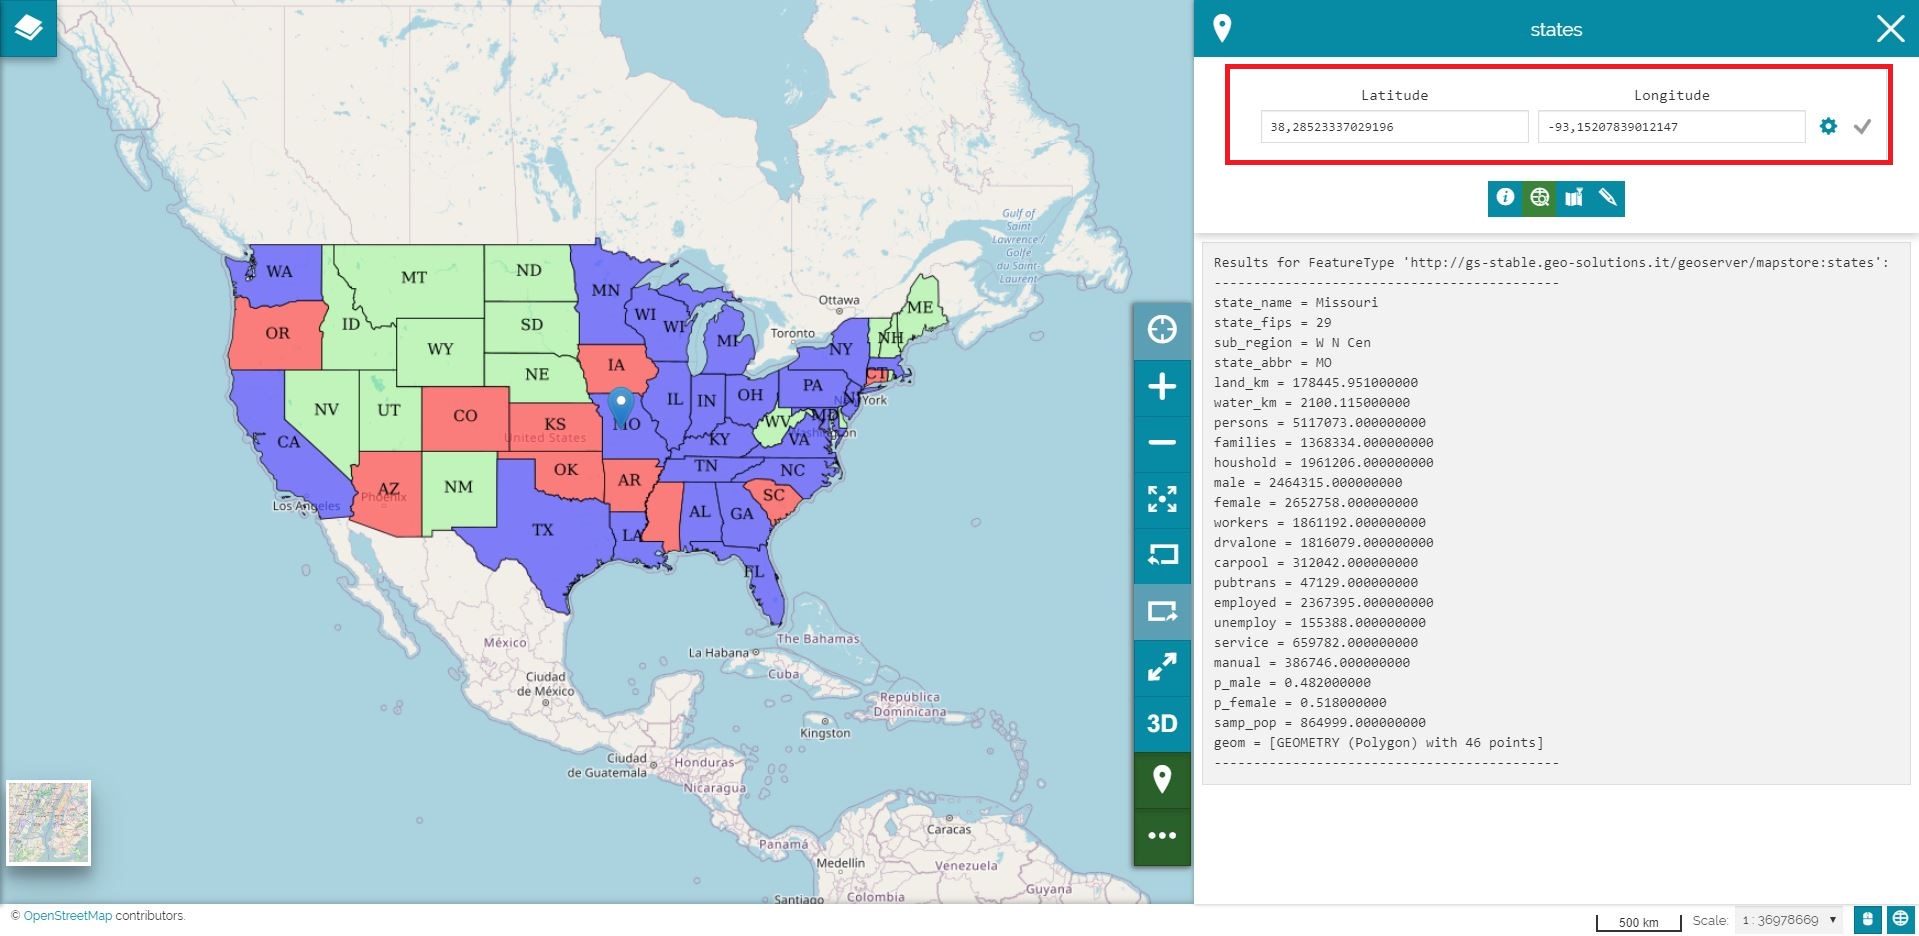 states
Latitude
Longitude
38,28523337029196
-93,15207839012147
Results for FeatureType 'http://gs-stable.geo-solutions.it/geoserver/mapstore:states':
--------------------------------------------
state_name = Missouri
state_fips = 29
sub_region = W N Cen
state_abbr = MO
land_km = 178445.951000000
water_km = 2100.115000000
persons = 5117073.000000000
families = 1368334.000000000
houshold = 1961206.000000000
male = 2464315.000000000
female = 2652758.000000000
workers = 1861192.000000000
drvalone = 1816079.000000000
carpool = 312042.000000000
pubtrans = 47129.000000000
employed = 2367395.000000000
unemploy = 155388.000000000
service = 659782.000000000
manual = 386746.000000000
p_male = 0.482000000
p_female = 0.518000000
samp_pop = 864999.000000000
geom = [GEOMETRY (Polygon) with 46 points]
--------------------------------------------
Gulf of
Saint
Lawrence /
Golfe
du Saint-
Laurent
WA
MT
ND
MN
OR
ID
SD
WI
WI
MI
ME
NH
Ottawa
Toronto
WY
NY
IA
CT
NE
PA
NV
UT
CO
KS
United States
MO
IL
IN
OH
NJ
New York
WV
MD
Washington
VA
KY
CA
AZ
Phoenix
NM
OK
AR
TN
NC
SC
Los Angeles
TX
LA
AL
GA
FL
México
The Bahamas
La Habana
Cuba
Ciudad
de México
República
Dominicana
Kingston
Ciudad
de Guatemala
Honduras
Nicaragua
Caracas
Panamá
Medellín
Venezuela
Guyana
Santiago
Colombia
3D
© OpenStreetMap contributors.
500 km
Scale:
1 : 36978669